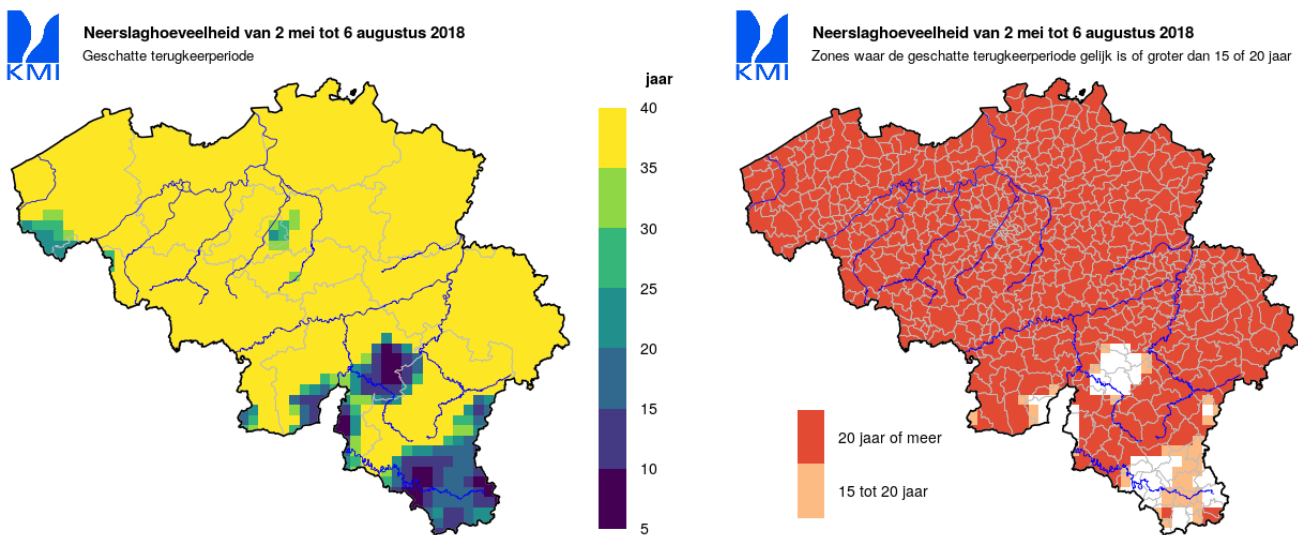 Neerslaghoeveelheid van 2 mei tot 6 augustus 2018
Geschatte terugkeerperiode
KMI
jaar
40
35
30
25
20
15
10
5
Neerslaghoeveelheid van 2 mei tot 6 augustus 2018
Zones waar de geschatte terugkeerperiode gelijk is of groter dan 15 of 20 jaar
KMI
20 jaar of meer
15 tot 20 jaar